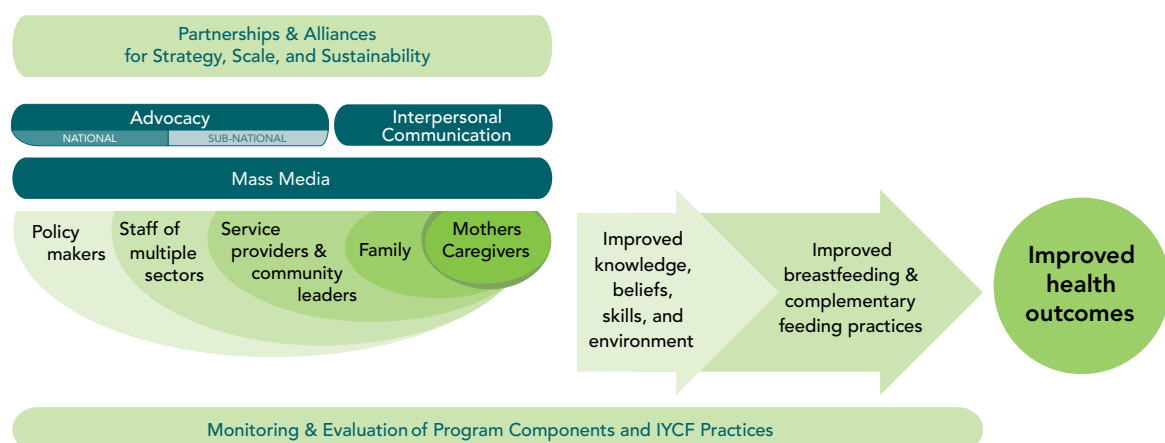 Partnerships & Alliances
for Strategy, Scale, and Sustainability
Advocacy
NATIONAL
SUB-NATIONAL
Interpersonal
Communication
Mass Media
Policy
makers
Staff of
multiple
sectors
Service
providers &
community
leaders
Family
Mothers
Caregivers
Improved
knowledge,
beliefs,
skills, and
environment
Improved
breastfeeding &
complementary
feeding practices
Improved
health
outcomes
Monitoring & Evaluation of Program Components and IYCF Practices